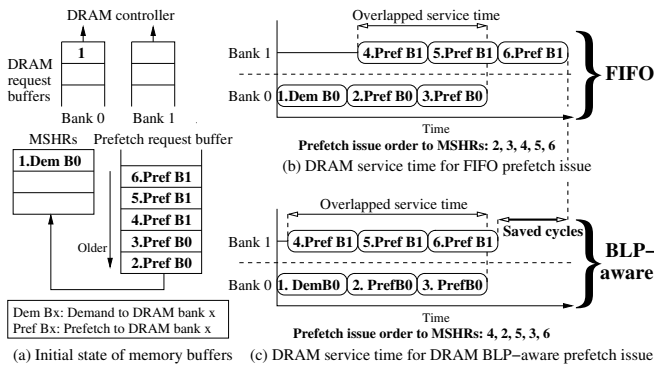 DRAM controller
DRAM
request
buffers
1
Bank 0
Bank 1
MSHRs
Prefetch request buffer
1.Dem B0
6.Pref B1
5.Pref B1
4.Pref B1
3.Pref B0
2.Pref B0
Older
Dem Bx: Demand to DRAM bank x
Pref Bx: Prefetch to DRAM bank x
(a) Initial state of memory buffers
Overlapped service time
Bank 1
4.Pref B1
5.Pref B1
6.Pref B1
Bank 0
1.Dem B0
2.Pref B0
3.Pref B0
FIFO
Time
Prefetch issue order to MSHRs: 2, 3, 4, 5, 6
(b) DRAM service time for FIFO prefetch issue
Overlapped service time
Saved cycles
Bank 1
4.Pref B1
5.Pref B1
6.Pref B1
Bank 0
1. DemB0
2. PrefB0
3. PrefB0
BLP-
aware
Time
Prefetch issue order to MSHRs: 4, 2, 5, 3, 6
(c) DRAM service time for DRAM BLP-aware prefetch issue